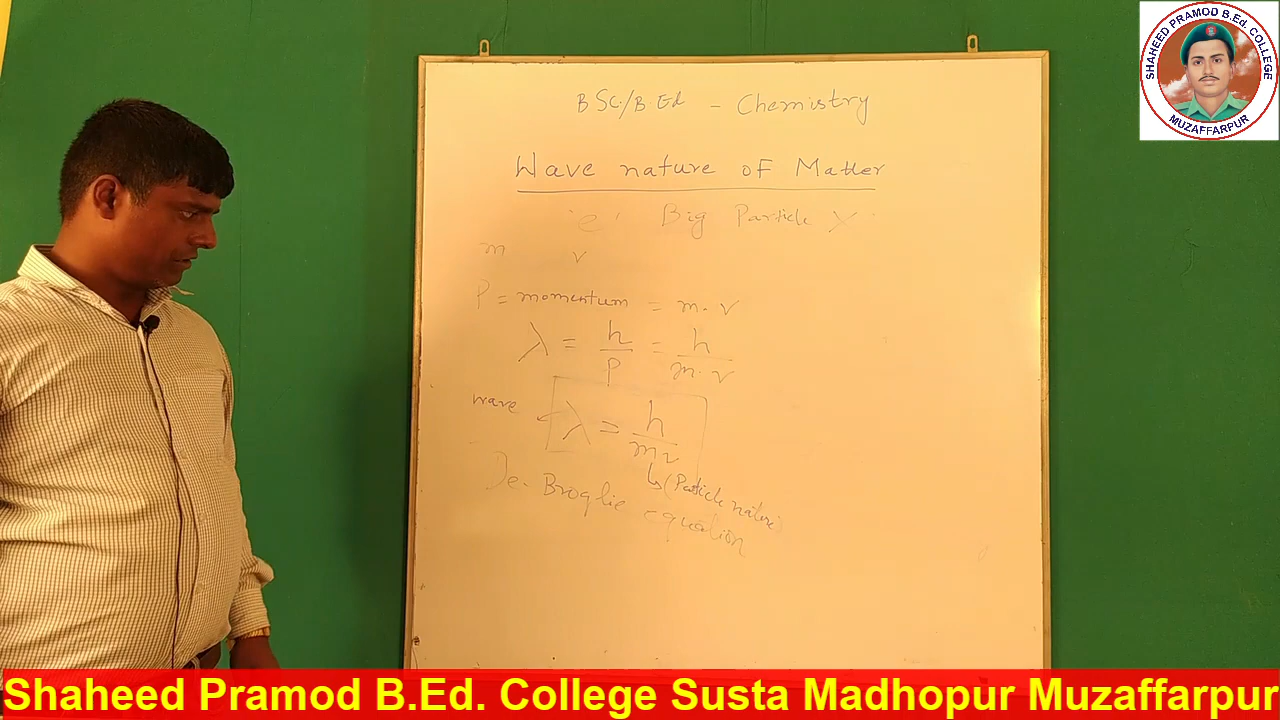 SHAHEED PRAMOD B.Ed. COLLEGE
MUZAFFARPUR
B Sc./B.Ed - Chemistry
Wave nature of Matter
'e' Big Particle X
m v
P = momentum = m. v
λ = h/P = h/m.v
wave λ = h/mv
(Particle nature)
De-Broglie equation
Shaheed Pramod B.Ed. College Susta Madhopur Muzaffarpur